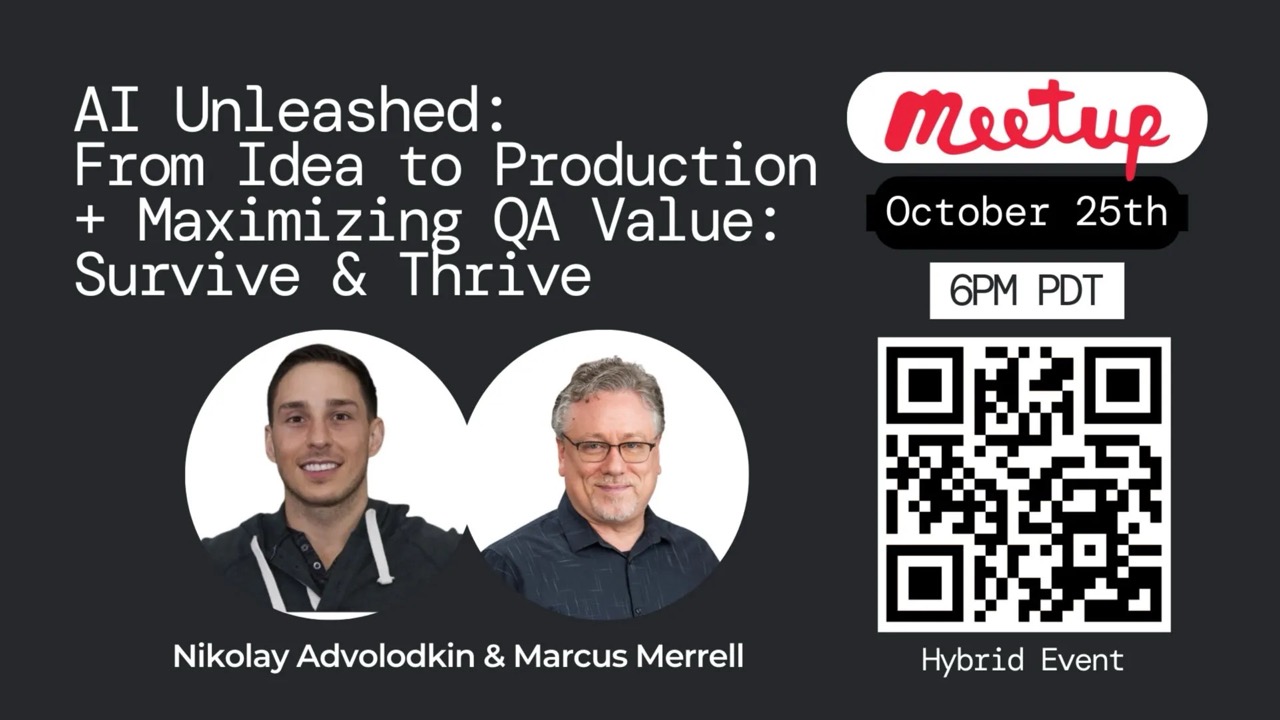 AI Unleashed:
From Idea to Production
+ Maximizing QA Value:
Survive & Thrive
Nikolay Advolodkin & Marcus Merrell
Meetup
October 25th
6PM PDT
Hybrid Event